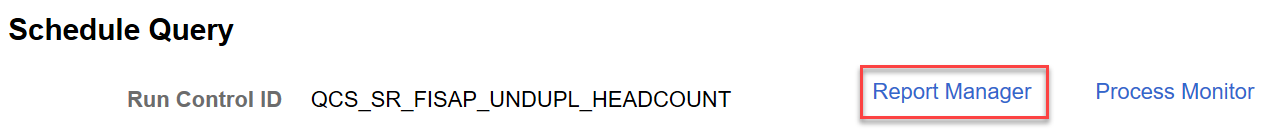 Schedule Query
Run Control ID QCS_SR_FISAP_UNDUPL_HEADCOUNT Report Manager Process Monitor